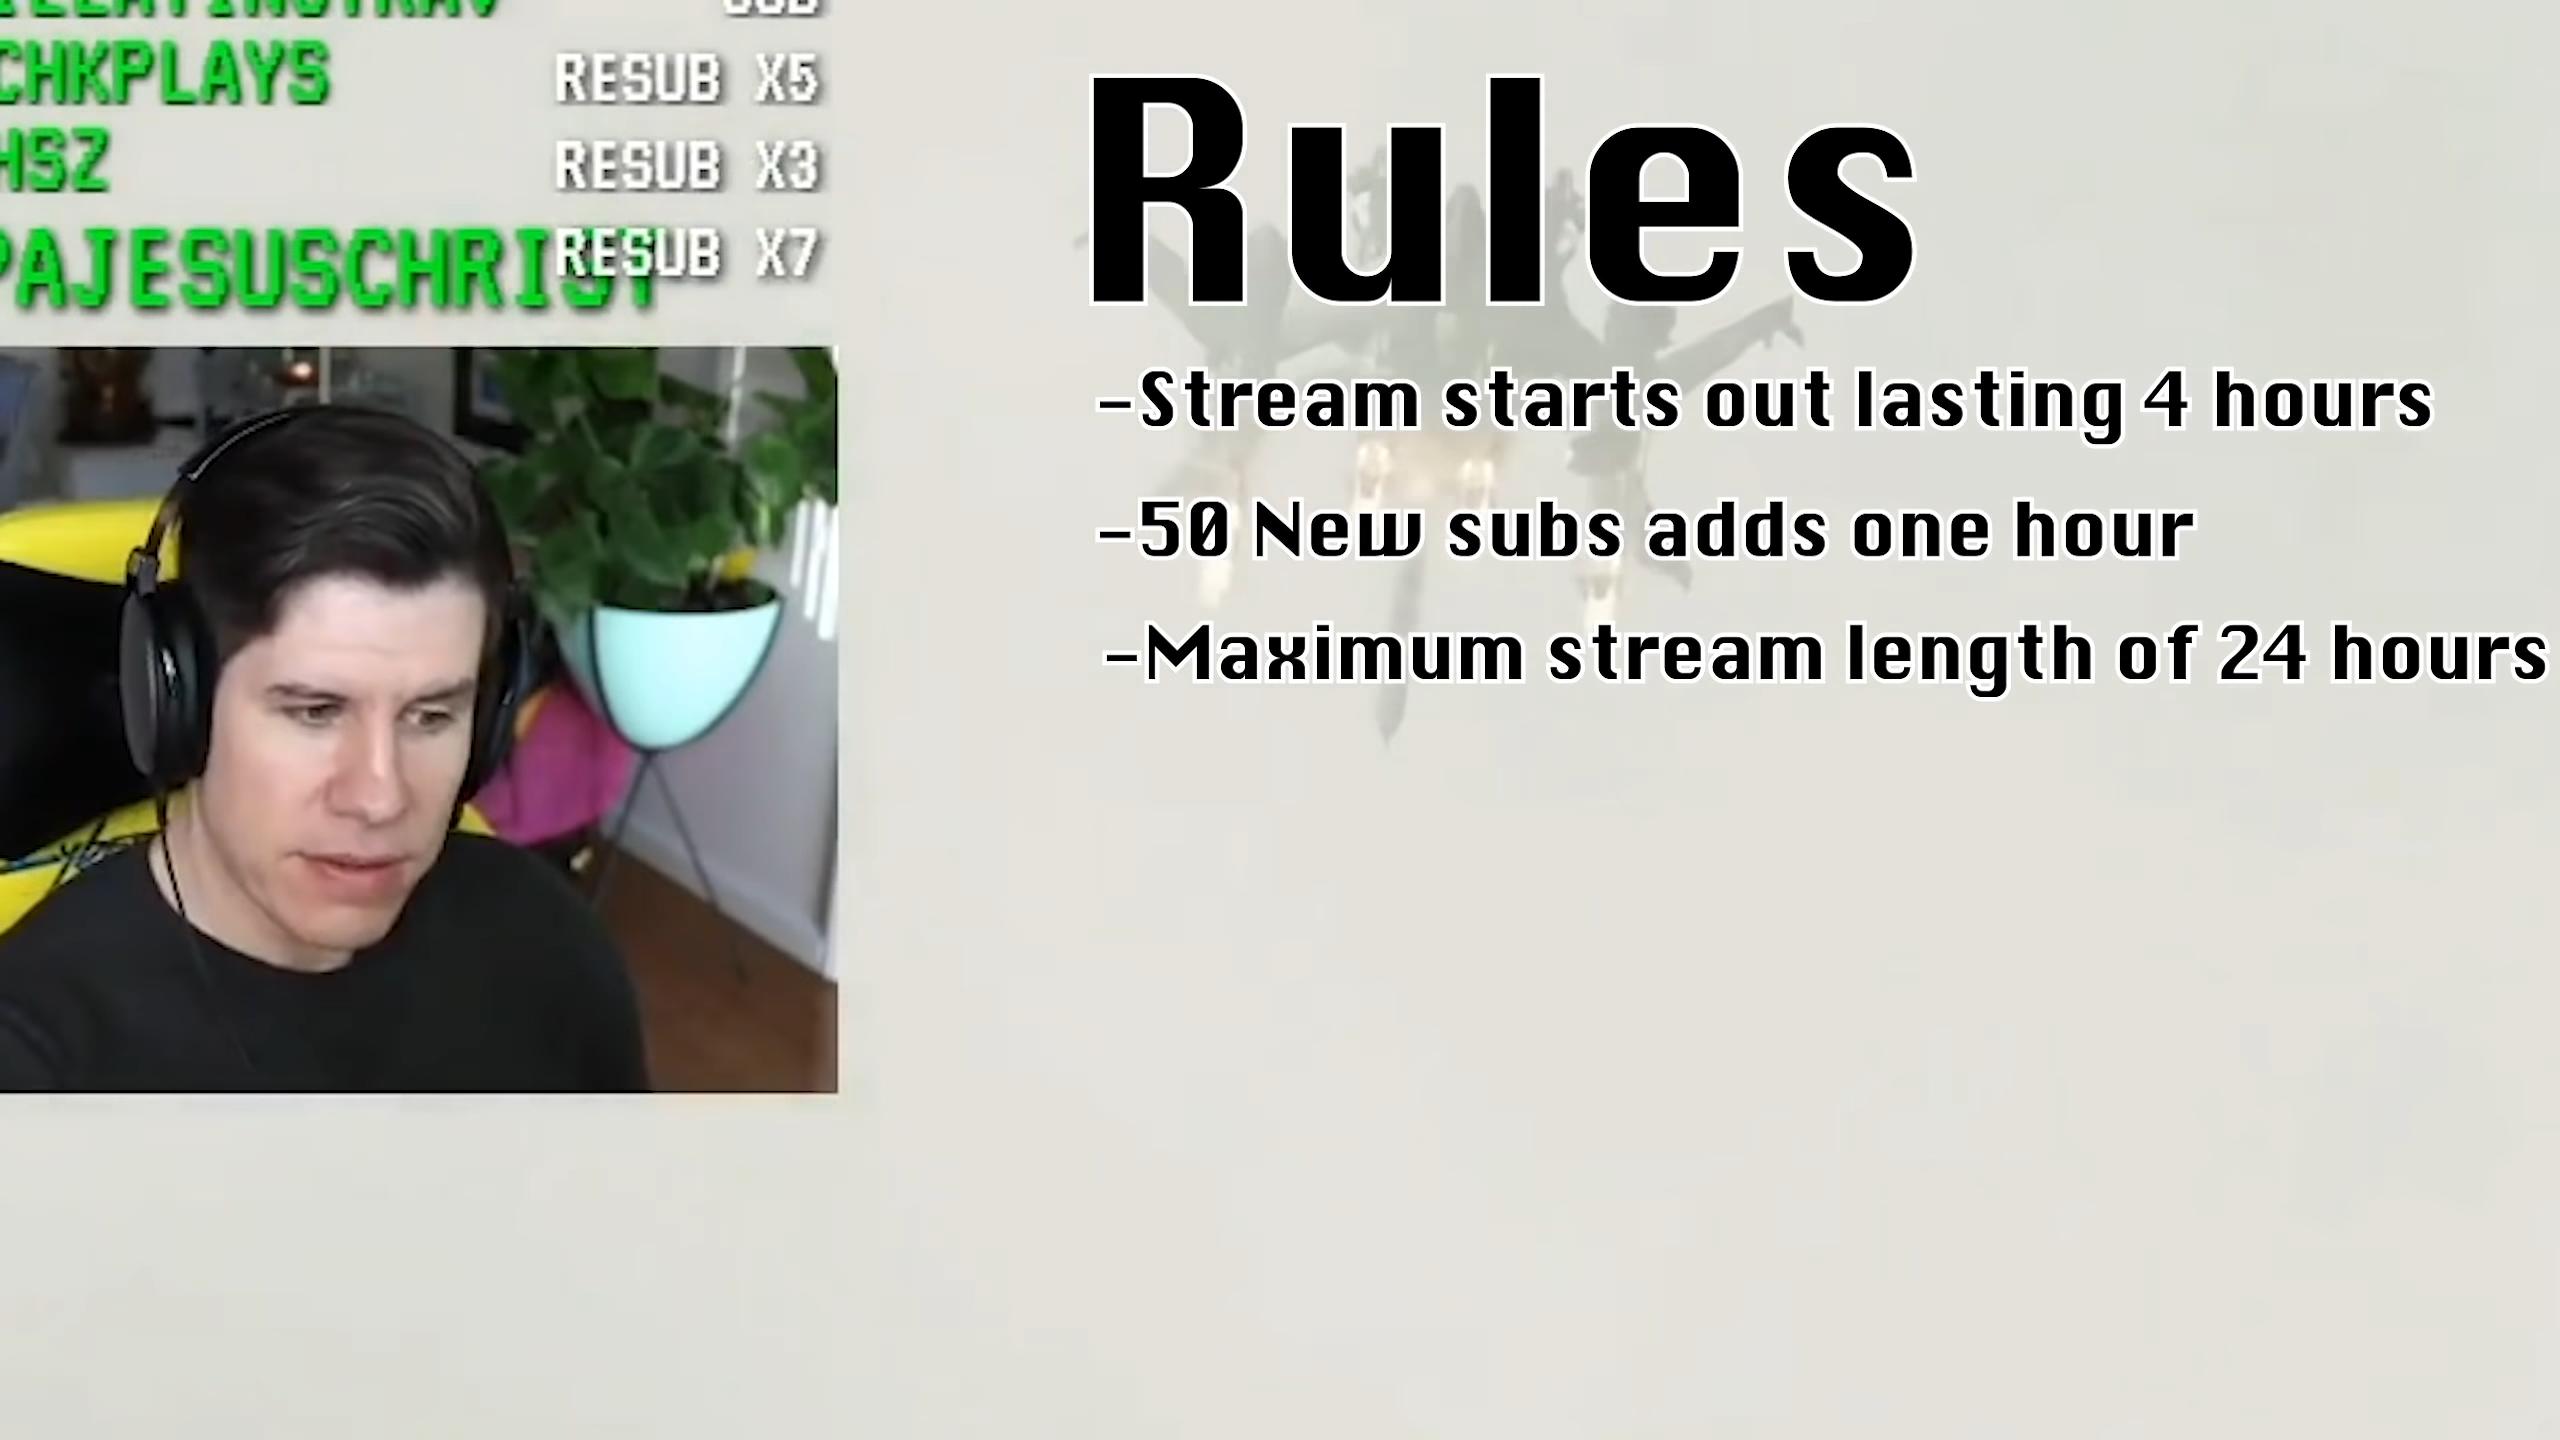 CHKPLAYS RESUB X5
HSZ RESUB X3
PAJESUSCHRIST RESUB X7
Rules
-Stream starts out lasting 4 hours
-50 New subs adds one hour
-Maximum stream length of 24 hours